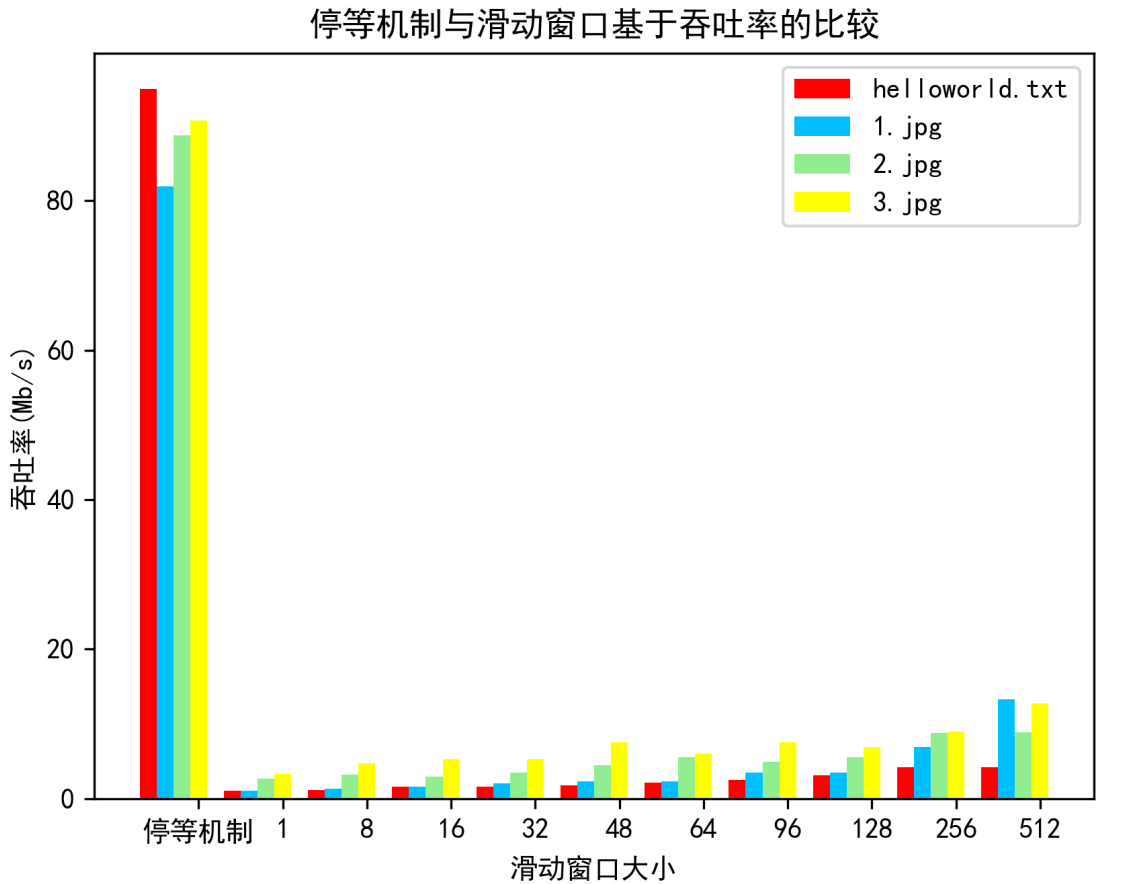 停等机制与滑动窗口基于吞吐率的比较
helloworld.txt
1.jpg
2.jpg
3.jpg
吞吐率(Mb/s)
80
60
40
20
0
停等机制 1 8 16 32 48 64 96 128 256 512
滑动窗口大小